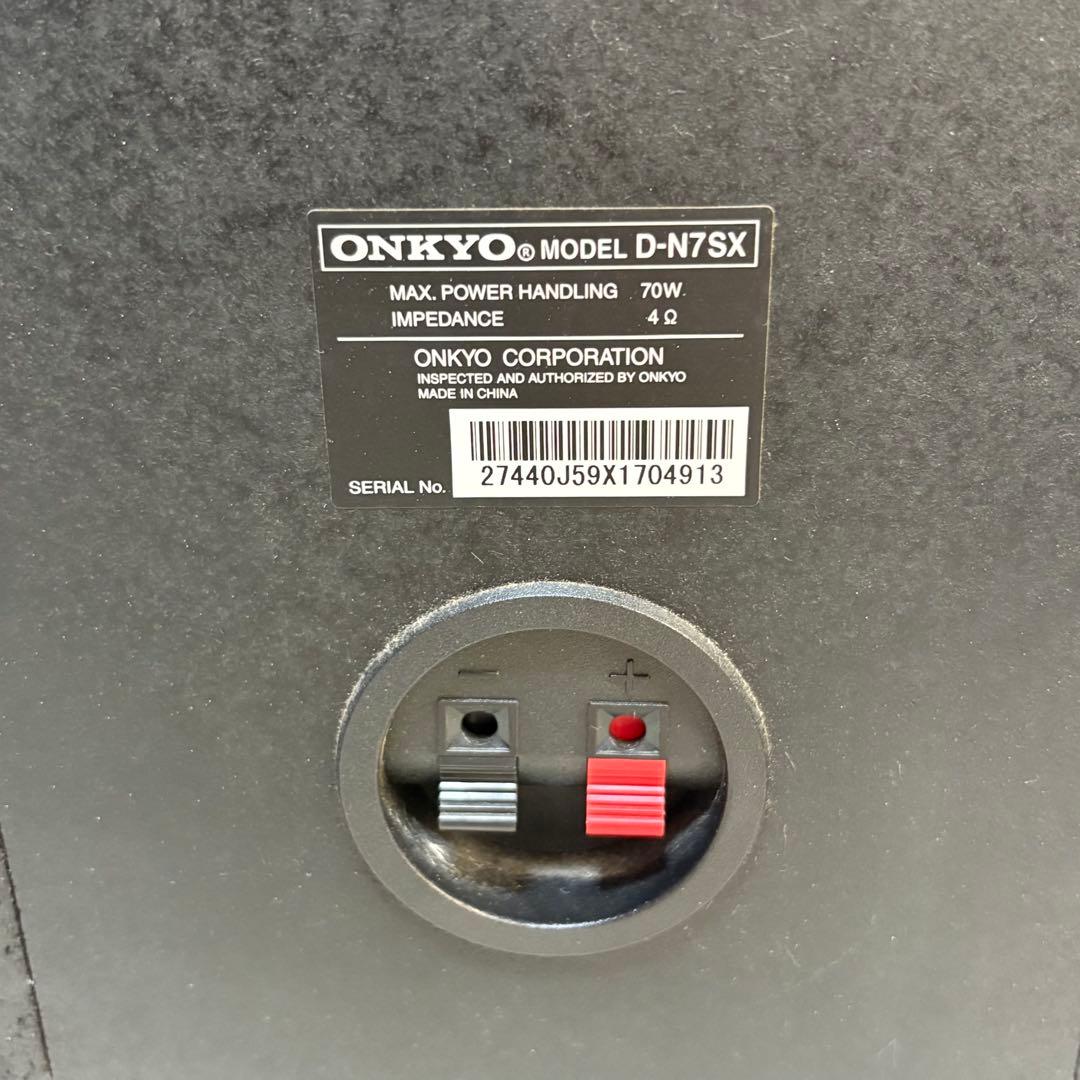 ONKYO® MODEL D-N7SX
MAX. POWER HANDLING 70W
IMPEDANCE 4Ω
ONKYO CORPORATION
INSPECTED AND AUTHORIZED BY ONKYO
MADE IN CHINA
SERIAL No. 27440J59X1704913
− +